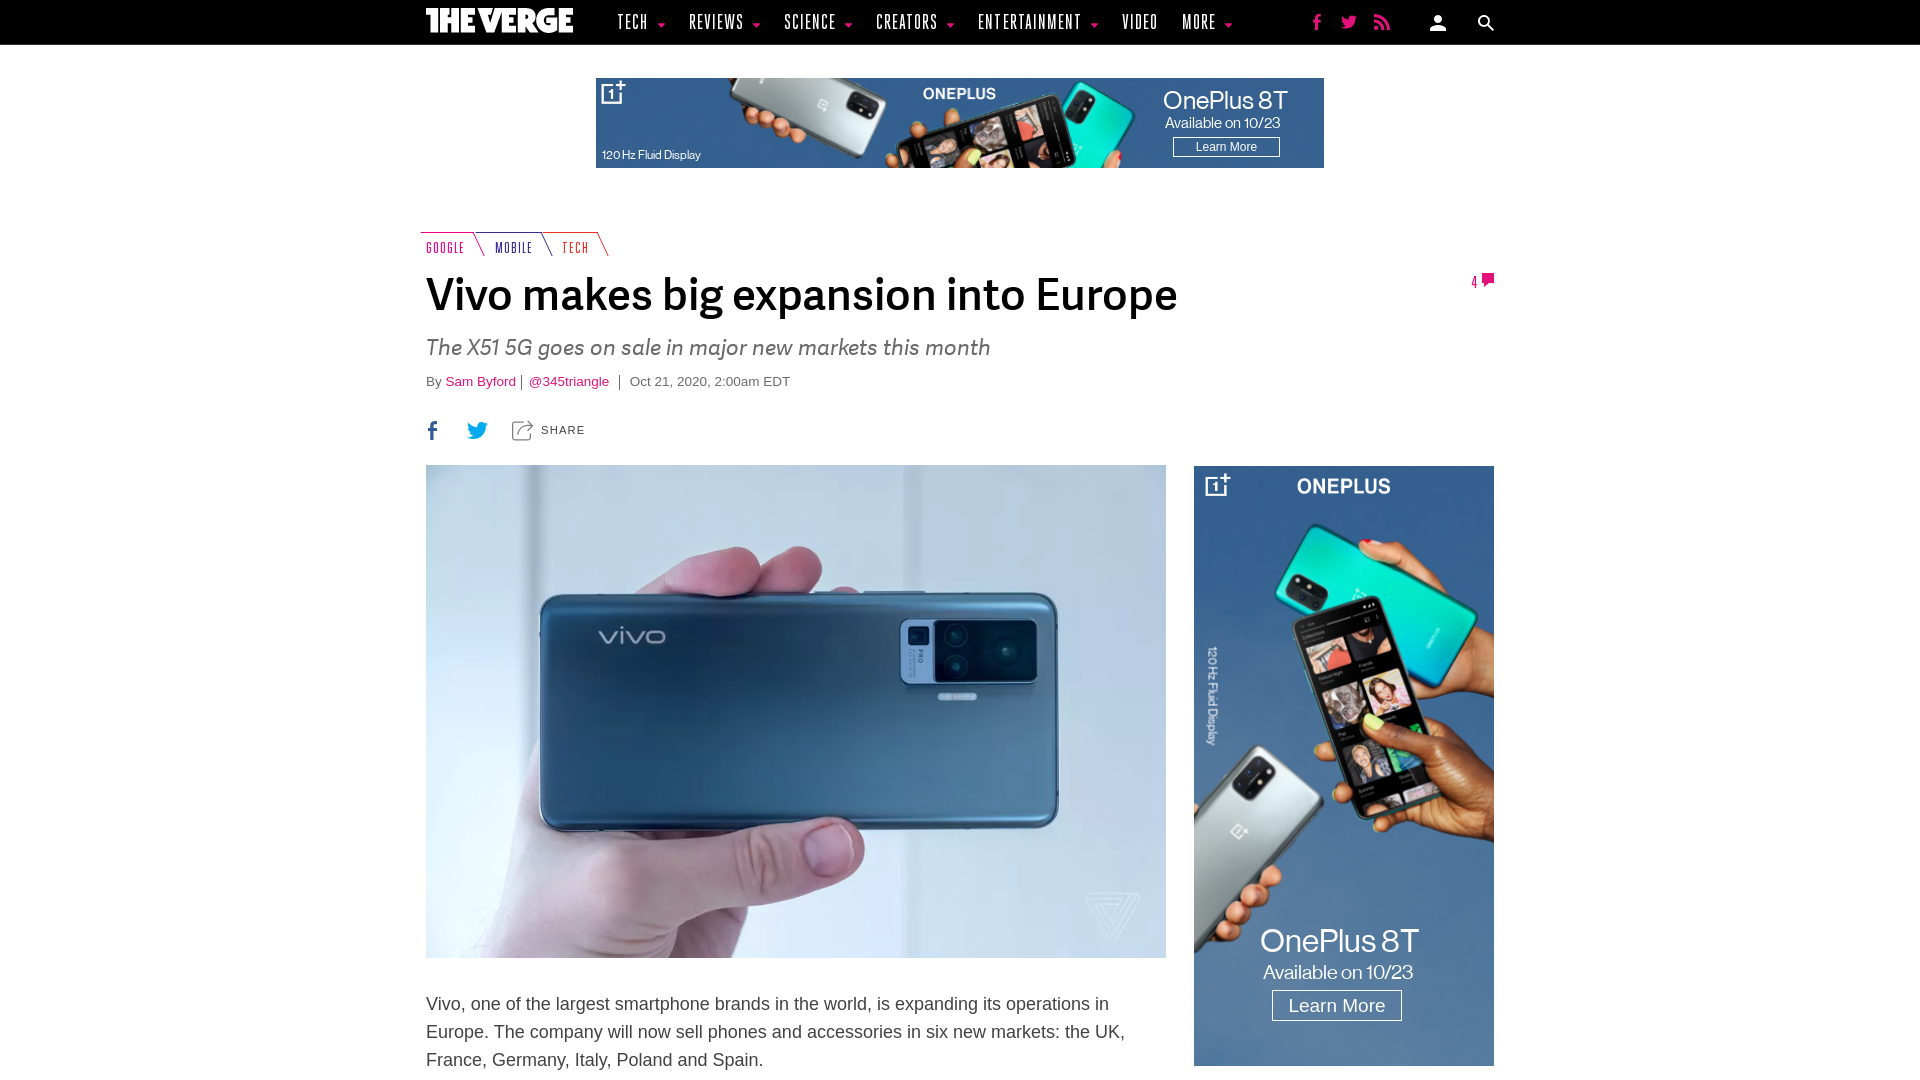 THE VERGE
TECH REVIEWS SCIENCE CREATORS ENTERTAINMENT VIDEO MORE
ONEPLUS
OnePlus 8T
Available on 10/23
Learn More
120 Hz Fluid Display
GOOGLE MOBILE TECH
Vivo makes big expansion into Europe
4
The X51 5G goes on sale in major new markets this month
By Sam Byford | @345triangle | Oct 21, 2020, 2:00am EDT
SHARE
vivo
PRO
ONEPLUS
120 Hz Fluid Display
OnePlus 8T
Available on 10/23
Learn More
Vivo, one of the largest smartphone brands in the world, is expanding its operations in
Europe. The company will now sell phones and accessories in six new markets: the UK,
France, Germany, Italy, Poland and Spain.